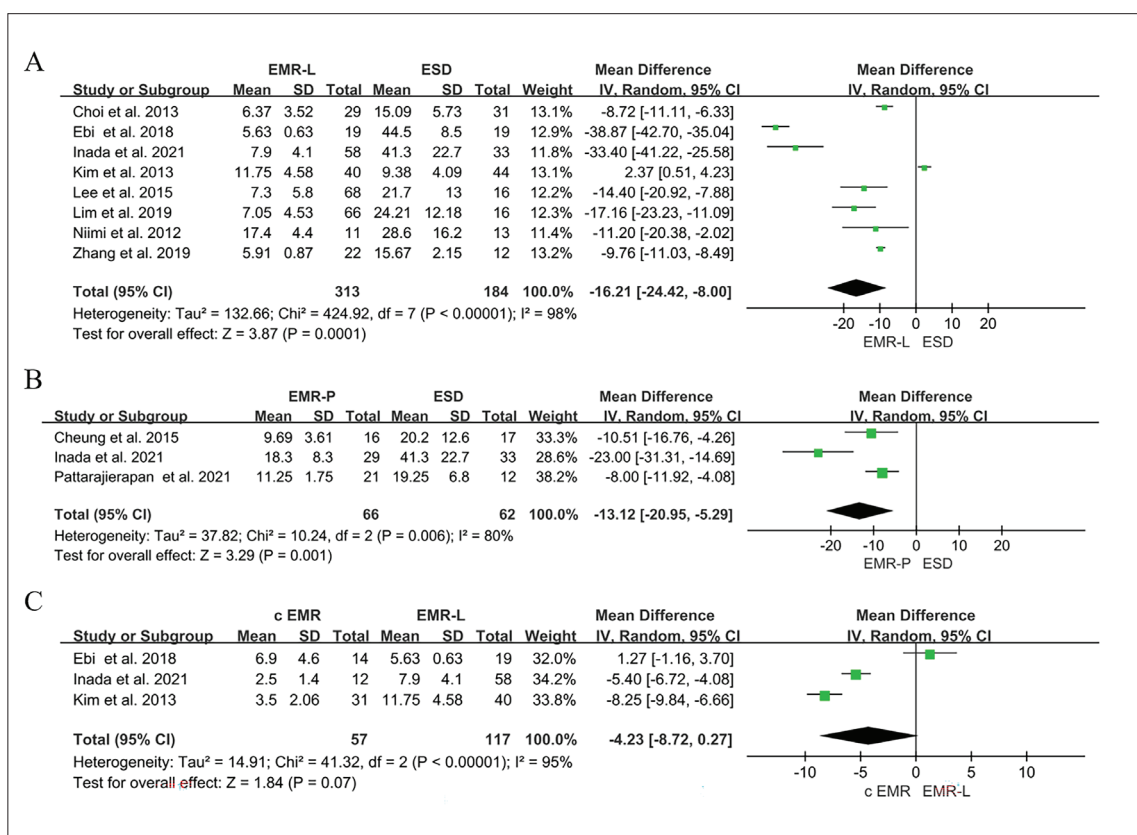 A
EMR-L ESD Mean Difference Mean Difference
Study or Subgroup Mean SD Total Mean SD Total Weight IV, Random, 95% CI IV, Random, 95% CI
Choi et al. 2013 6.37 3.52 29 15.09 5.73 31 13.1% -8.72 [-11.11, -6.33]
Ebi et al. 2018 5.63 0.63 19 44.5 8.5 19 12.9% -38.87 [-42.70, -35.04]
Inada et al. 2021 7.9 4.1 58 41.3 22.7 33 11.8% -33.40 [-41.22, -25.58]
Kim et al. 2013 11.75 4.58 40 9.38 4.09 44 13.2% 2.37 [0.51, 4.23]
Lee et al. 2015 7.3 5.8 68 21.7 13 16 12.2% -14.40 [-20.92, -7.88]
Lim et al. 2019 7.05 4.53 66 24.21 12.18 16 12.3% -17.16 [-23.23, -11.09]
Niimi et al. 2012 17.4 4.4 11 28.6 16.2 13 11.4% -11.20 [-20.38, -2.02]
Zhang et al. 2019 5.91 0.87 22 15.67 2.15 12 13.2% -9.76 [-11.03, -8.49]
Total (95% CI) 313 184 100.0% -16.21 [-24.42, -8.00]
Heterogeneity: Tau² = 132.66; Chi² = 424.92, df = 7 (P < 0.00001); I² = 98%
Test for overall effect: Z = 3.87 (P = 0.0001)
-20 -10 0 10 20
EMR-L ESD
B
EMR-P ESD Mean Difference Mean Difference
Study or Subgroup Mean SD Total Mean SD Total Weight IV, Random, 95% CI IV, Random, 95% CI
Cheung et al. 2015 9.69 3.61 16 20.2 12.6 17 33.3% -10.51 [-16.76, -4.26]
Inada et al. 2021 18.3 8.3 29 41.3 22.7 33 28.6% -23.00 [-31.31, -14.69]
Pattarajierapan et al. 2021 11.25 1.75 21 19.25 6.8 12 38.2% -8.00 [-11.92, -4.08]
Total (95% CI) 66 62 100.0% -13.12 [-20.95, -5.29]
Heterogeneity: Tau² = 37.82; Chi² = 10.24, df = 2 (P = 0.006); I² = 80%
Test for overall effect: Z = 3.29 (P = 0.001)
-20 -10 0 10 20
EMR-P ESD
C
c EMR EMR-L Mean Difference Mean Difference
Study or Subgroup Mean SD Total Mean SD Total Weight IV, Random, 95% CI IV, Random, 95% CI
Ebi et al. 2018 6.9 4.6 14 5.63 0.63 19 32.0% 1.27 [-1.16, 3.70]
Inada et al. 2021 2.5 1.4 12 7.9 4.1 58 34.2% -5.40 [-6.72, -4.08]
Kim et al. 2013 3.5 2.06 31 11.75 4.58 40 33.8% -8.25 [-9.84, -6.66]
Total (95% CI) 57 117 100.0% -4.23 [-8.72, 0.27]
Heterogeneity: Tau² = 14.91; Chi² = 41.32, df = 2 (P < 0.00001); I² = 95%
Test for overall effect: Z = 1.84 (P = 0.07)
-10 -5 0 5 10
c EMR EMR-L